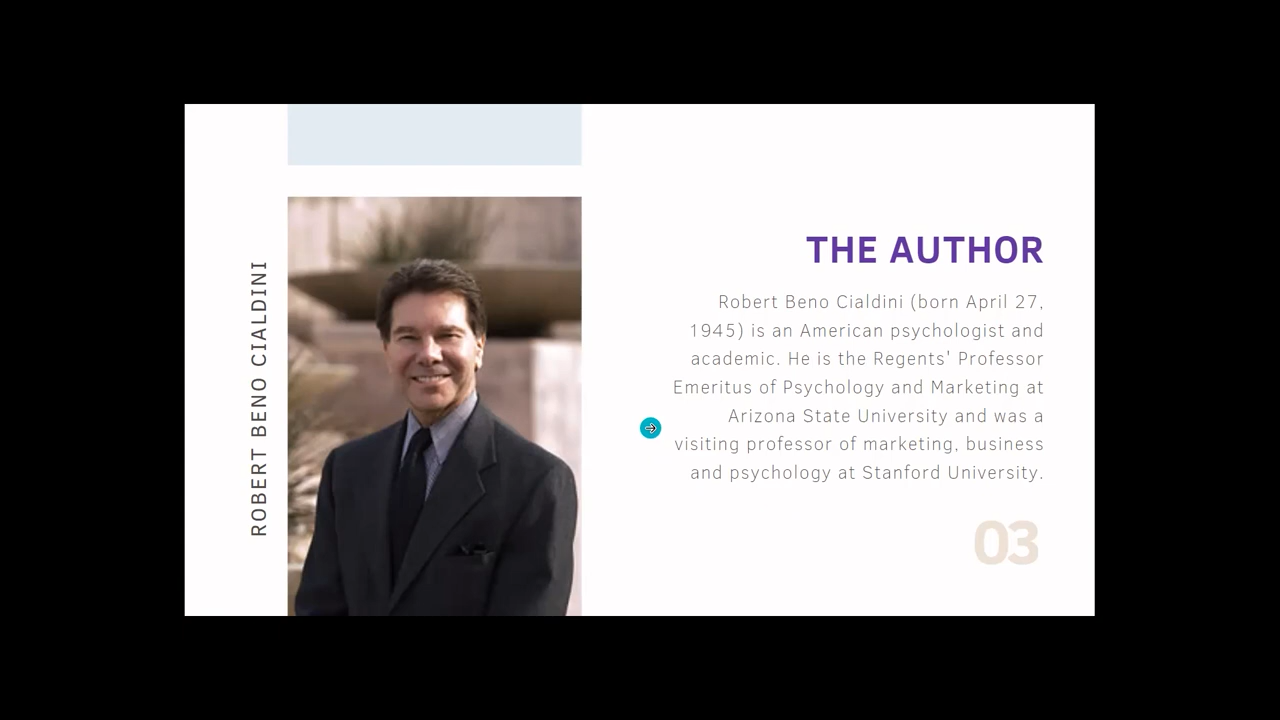 ROBERT BENO CIALDINI
THE AUTHOR
Robert Beno Cialdini (born April 27,
1945) is an American psychologist and
academic. He is the Regents' Professor
Emeritus of Psychology and Marketing at
Arizona State University and was a
visiting professor of marketing, business
and psychology at Stanford University.
03